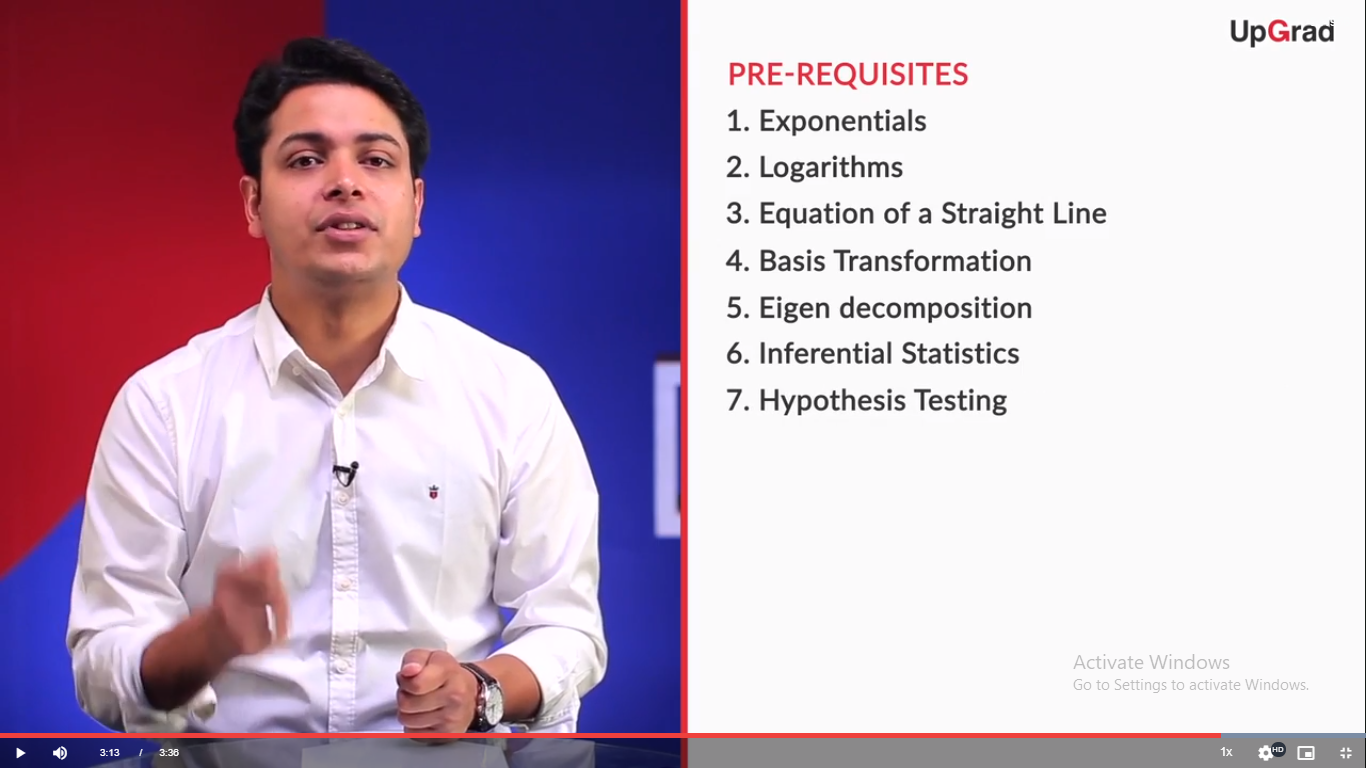 UpGrad
PRE-REQUISITES
1. Exponentials
2. Logarithms
3. Equation of a Straight Line
4. Basis Transformation
5. Eigen decomposition
6. Inferential Statistics
7. Hypothesis Testing
Activate Windows
Go to Settings to activate Windows.
3:13 / 3:36
1x
HD